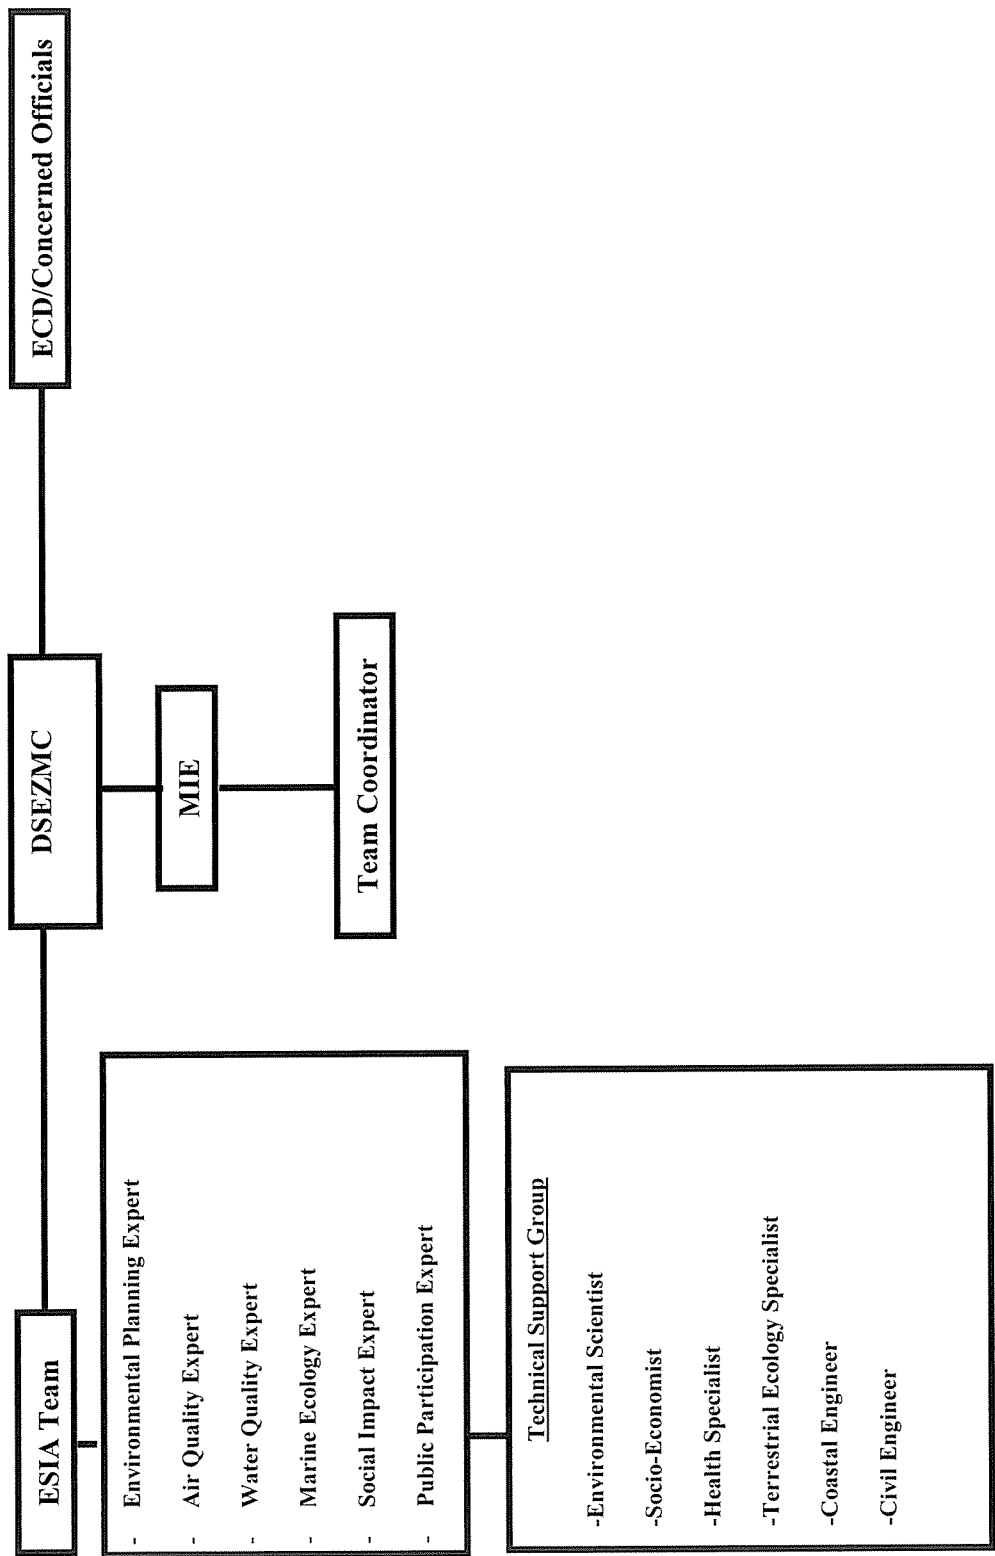 ESIA Team
DSEZMC
ECD/Concerned Officials
MIE
Team Coordinator
- Environmental Planning Expert
- Air Quality Expert
- Water Quality Expert
- Marine Ecology Expert
- Social Impact Expert
- Public Participation Expert
Technical Support Group
-Environmental Scientist
-Socio-Economist
-Health Specialist
-Terrestrial Ecology Specialist
-Coastal Engineer
-Civil Engineer